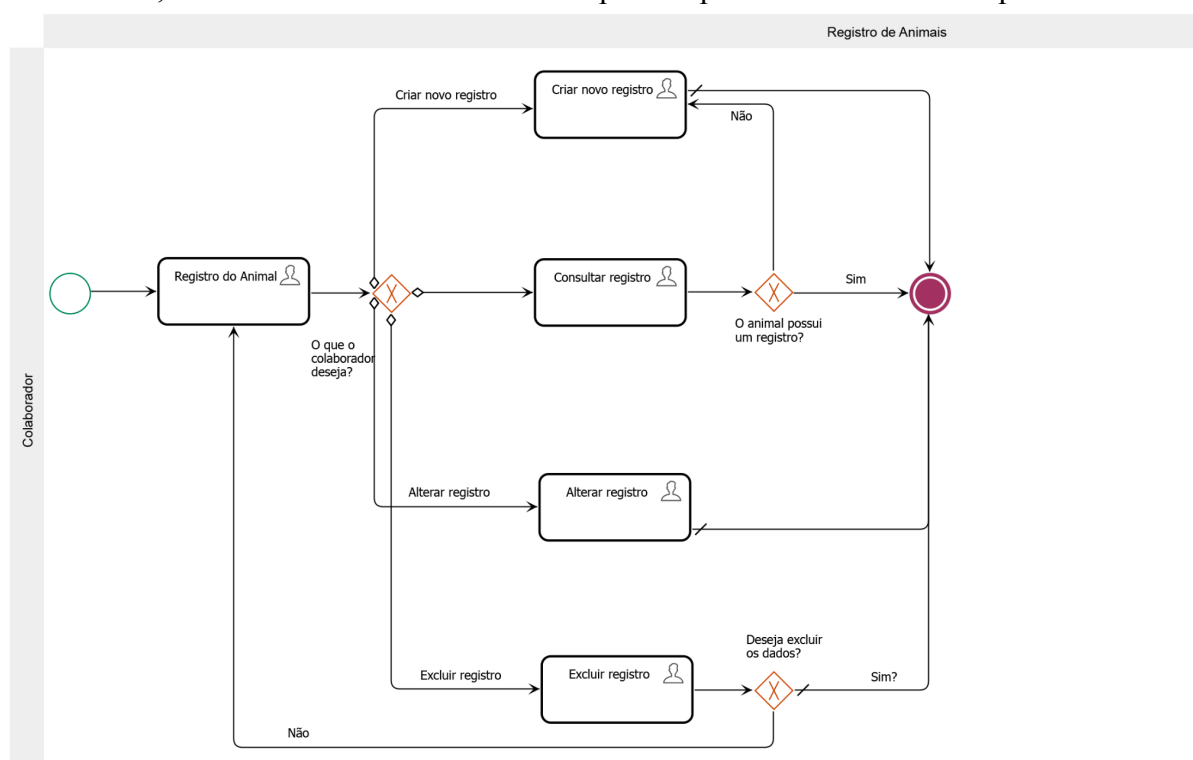 Registro de Animais
Colaborador
Criar novo registro
Criar novo registro
Não
Registro do Animal
Consultar registro
Sim
O animal possui
um registro?
O que o
colaborador
deseja?
Alterar registro
Alterar registro
Deseja excluir
os dados?
Excluir registro
Excluir registro
Sim?
Não